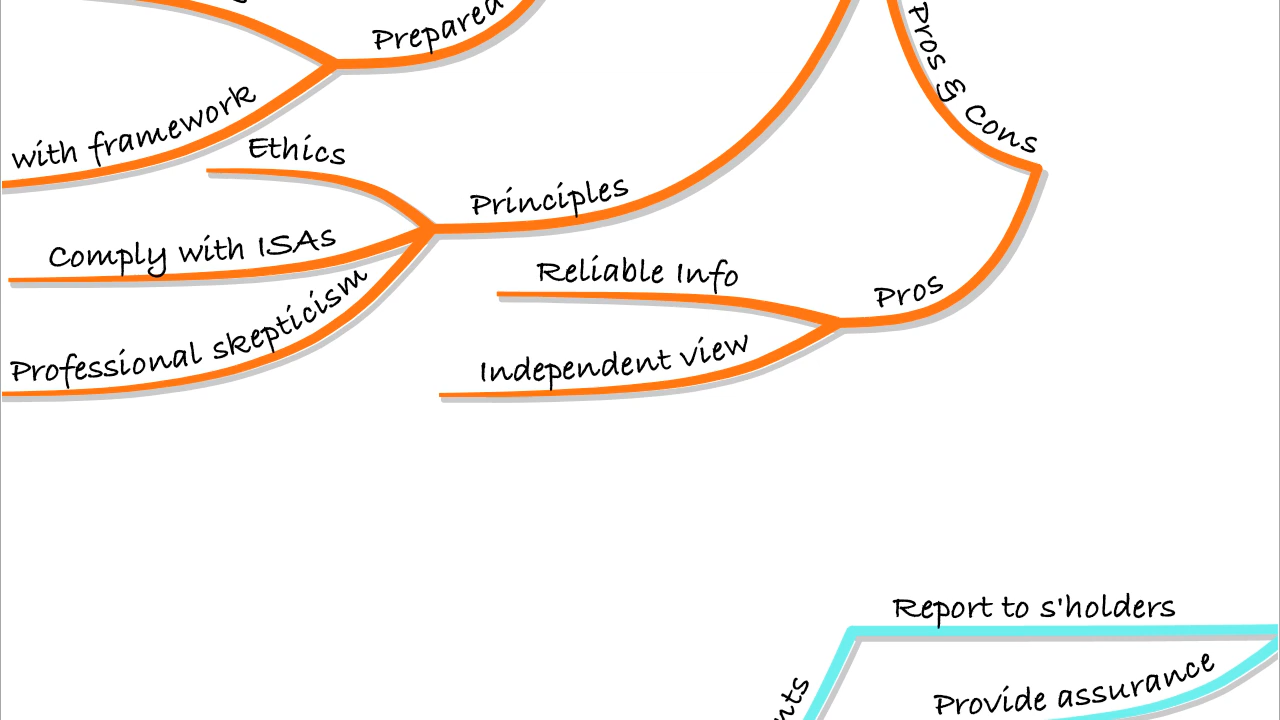 Prepared
with framework
Pros & Cons
Ethics
Principles
Comply with ISAs
Professional skepticism
Reliable Info
Pros
Independent view
Report to s'holders
Provide assurance